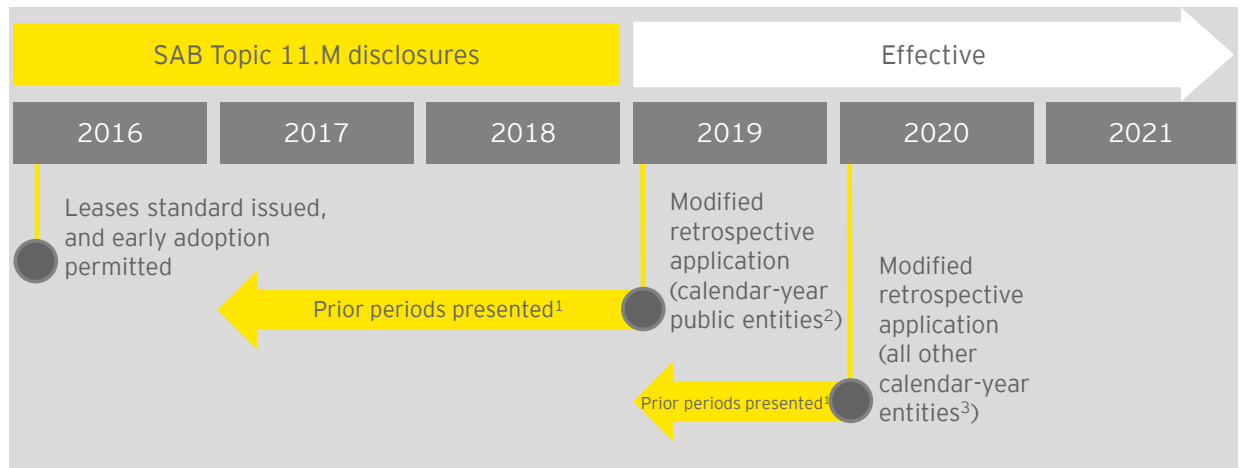 SAB Topic 11.M disclosures
Effective
2016
2017
2018
2019
2020
2021
Leases standard issued,
and early adoption
permitted
Prior periods presented¹
Modified
retrospective
application
(calendar-year
public entities²)
Prior periods presented¹
Modified
retrospective
application
(all other
calendar-year
entities³)